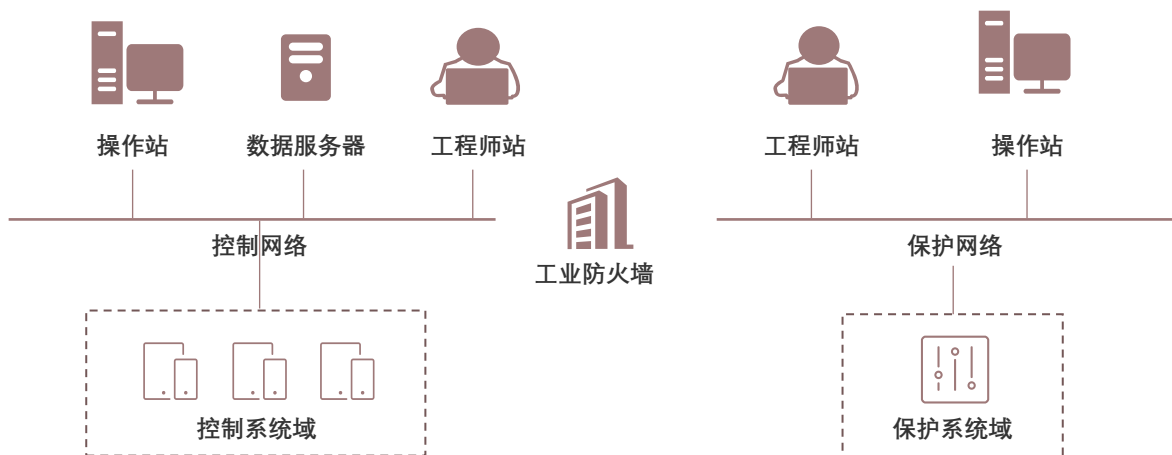 操作站
数据服务器
工程师站
工程师站
操作站
控制网络
工业防火墙
保护网络
控制系统域
保护系统域